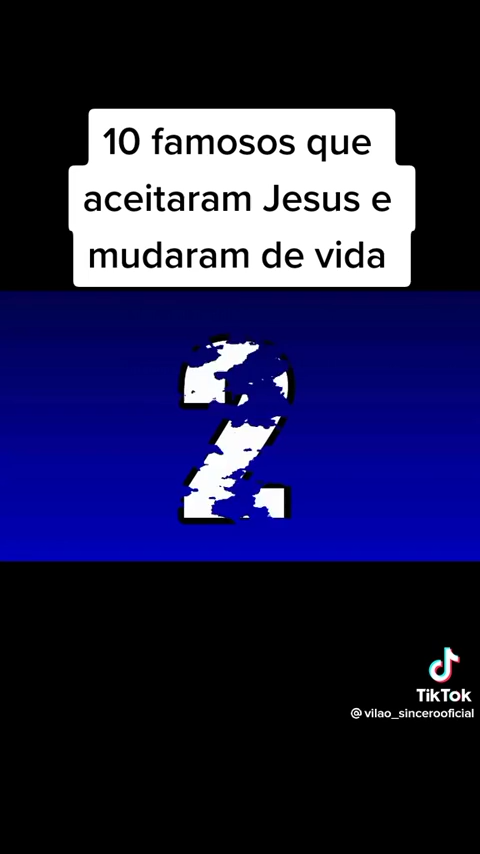 10 famosos que
aceitaram Jesus e
mudaram de vida
2
TikTok
@vilao_sincerooficial